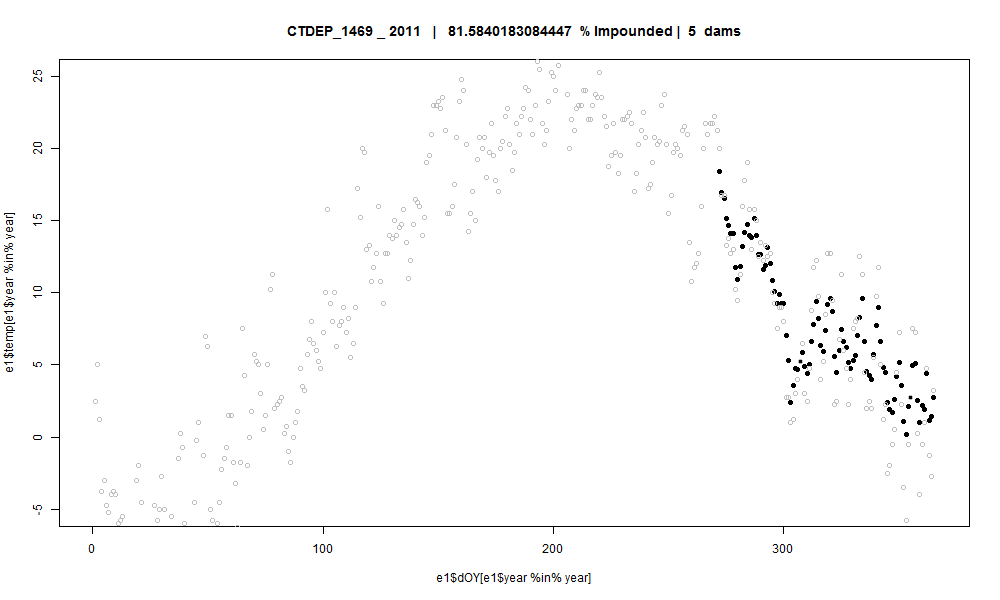 CTDEP_1469 _ 2011 | 81.5840183084447 % Impounded | 5 dams
25
20
15
10
5
0
-5
e1$temp[e1$year %in% year]
0 100 200 300
e1$dOY[e1$year %in% year]